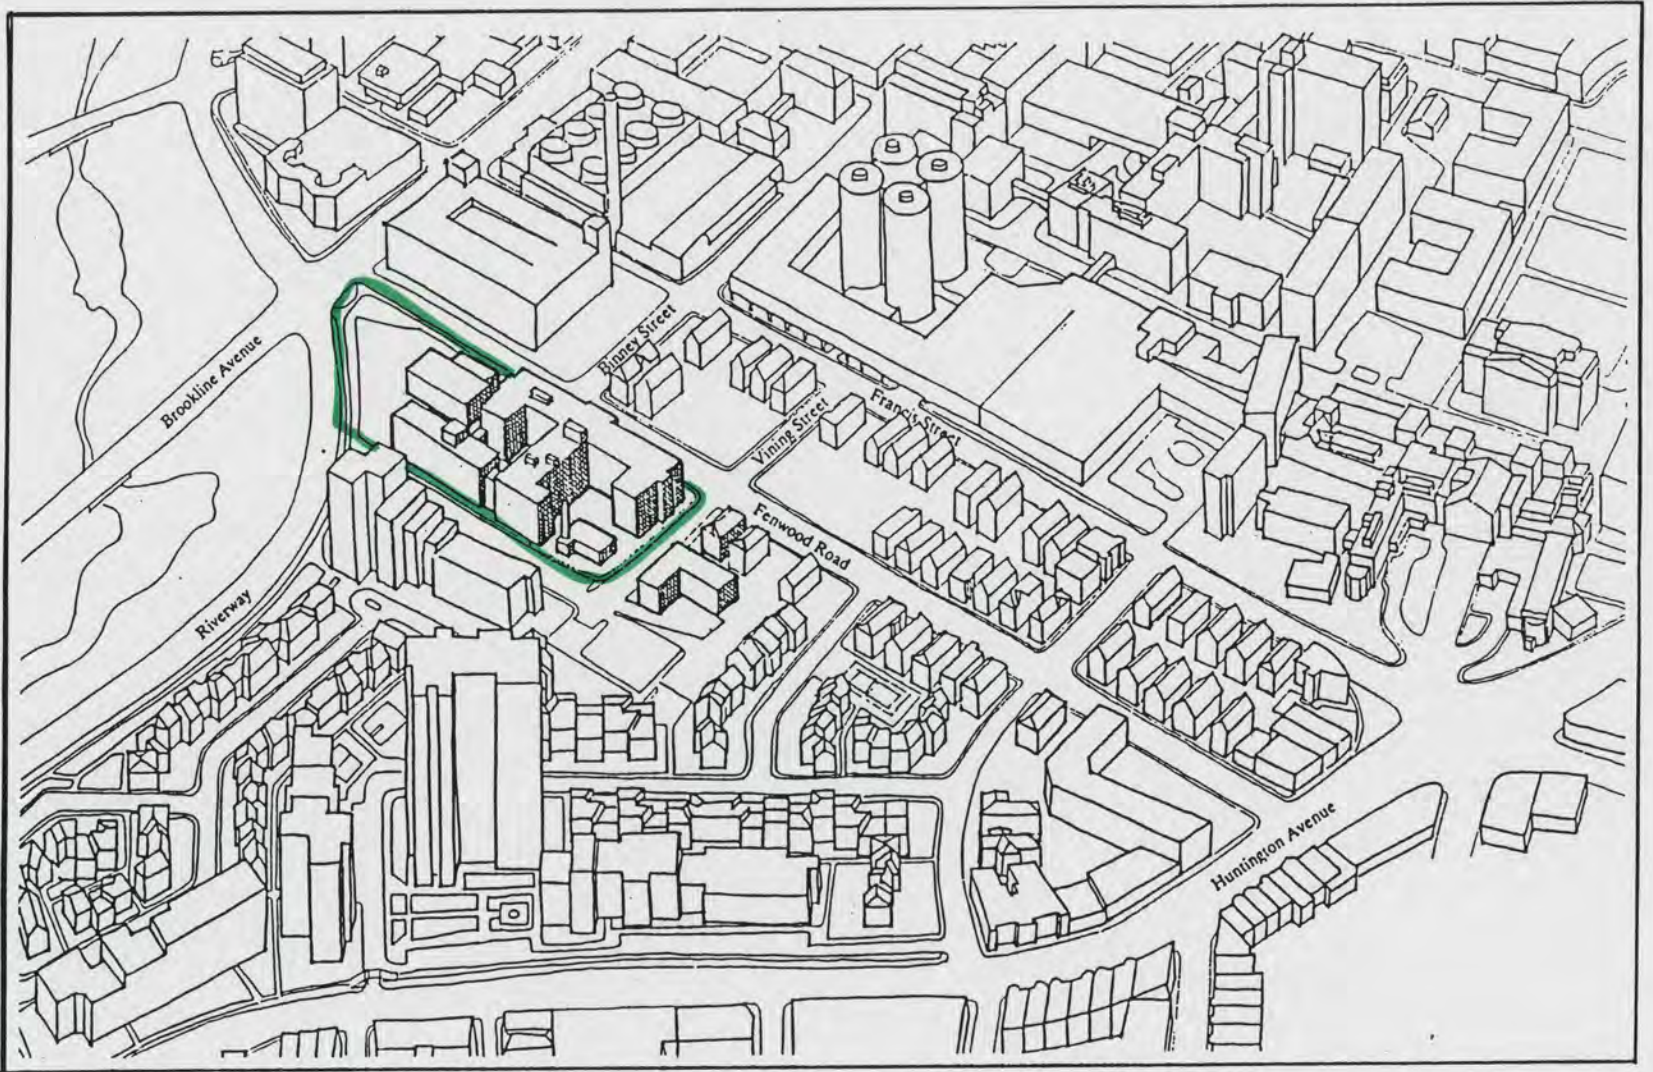 Binney Street
Brookline Avenue
Vining Street
Francis Street
Fenwood Road
Riverway
Huntington Avenue